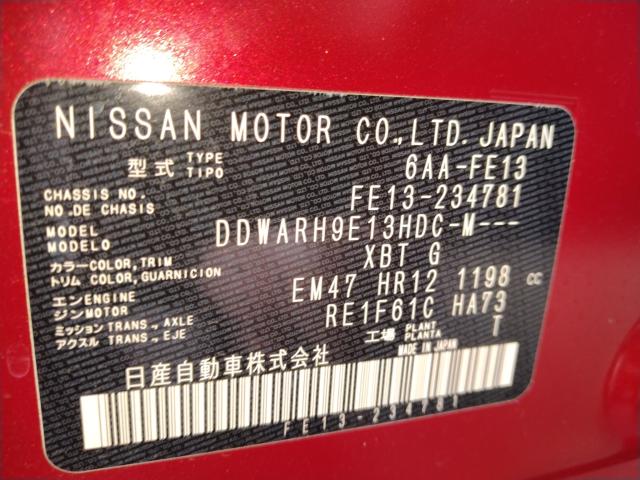 NISSAN MOTOR CO.,LTD. JAPAN
型式 TYPE TIPO 6AA-FE13
CHASSIS NO. NO.DE CHASIS FE13-234781
MODEL MODELO DDWARH9E13HDC-M---
カラー COLOR, TRIM トリム COLOR, GUARNICION XBT G
エンENGINE ジンMOTOR EM47 HR12 1198 CC
ミッション TRANS., AXLE アクスル TRANS., EJE RE1F61C HA73
工場 PLANT PLANTA T
MADE IN JAPAN
日産自動車株式会社
FE13-234781